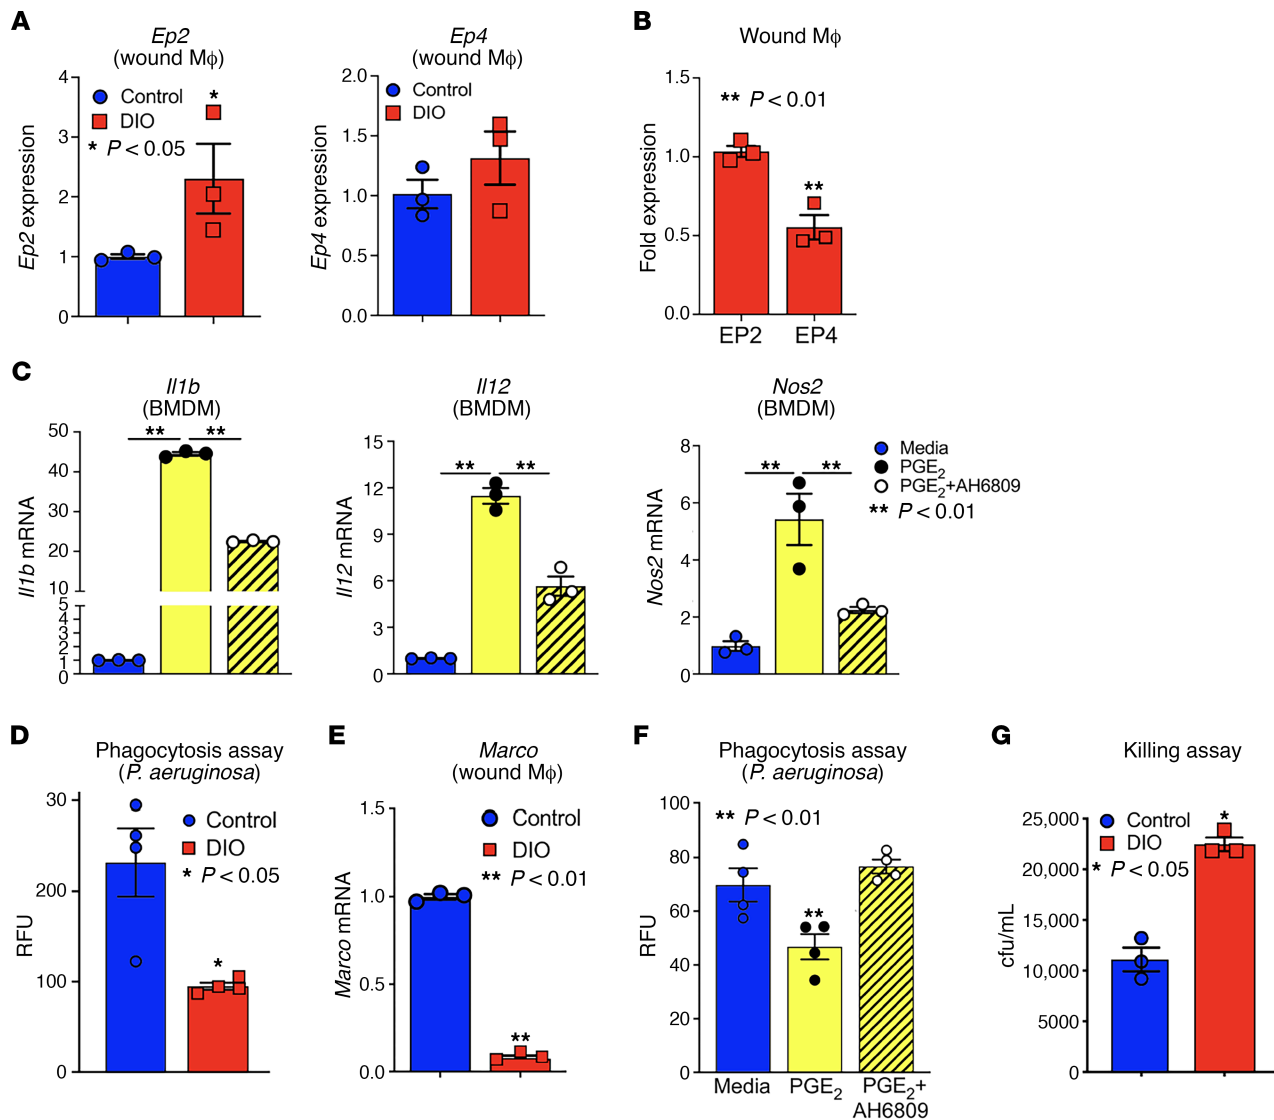 A
Ep2
(wound Mϕ)
Ep2 expression
4
3
2
1
0
Control
DIO
* P < 0.05
*
Ep4
(wound Mϕ)
Ep4 expression
2.0
1.5
1.0
0.5
0.0
Control
DIO
B
Wound Mϕ
Fold expression
1.5
1.0
0.5
0.0
** P < 0.01
**
EP2 EP4
C
Il1b
(BMDM)
Il1b mRNA
50
40
30
20
10
5
4
3
2
1
0
** **
Il12
(BMDM)
Il12 mRNA
15
12
9
6
3
0
** **
Nos2
(BMDM)
Nos2 mRNA
8
6
4
2
0
** **
Media
PGE2
PGE2+AH6809
** P < 0.01
D
Phagocytosis assay
(P. aeruginosa)
RFU
300
200
100
0
Control
DIO
* P < 0.05
*
E
Marco
(wound Mϕ)
Marco mRNA
1.5
1.0
0.5
0.0
Control
DIO
** P < 0.01
**
F
Phagocytosis assay
(P. aeruginosa)
RFU
100
80
60
40
20
0
** P < 0.01
**
Media PGE2 PGE2+
AH6809
G
Killing assay
cfu/mL
25,000
20,000
15,000
10,000
5000
0
Control
DIO
* P < 0.05
*